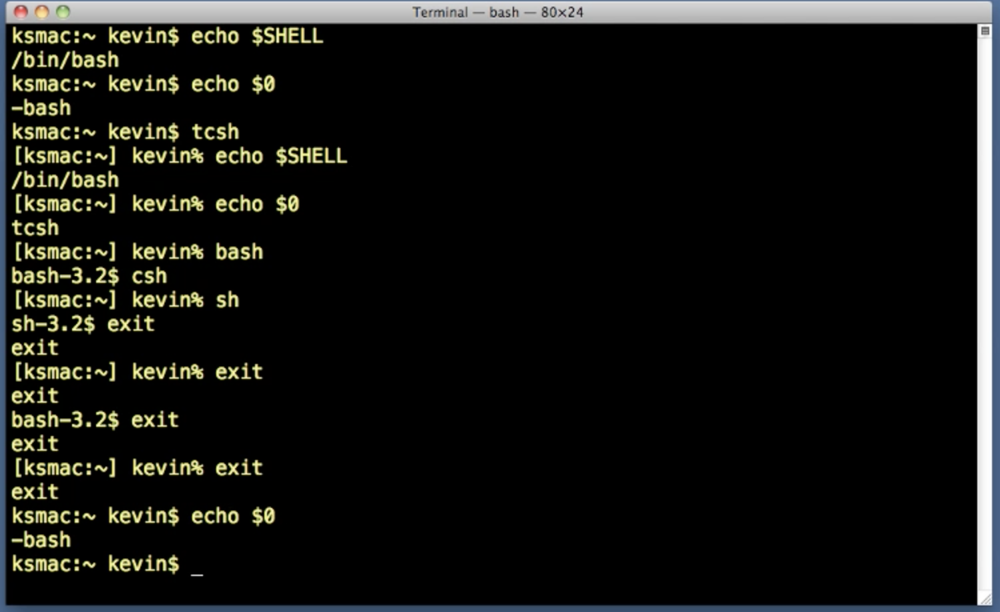 Terminal — bash — 80×24
ksmac:~ kevin$ echo $SHELL
/bin/bash
ksmac:~ kevin$ echo $0
-bash
ksmac:~ kevin$ tcsh
[ksmac:~] kevin% echo $SHELL
/bin/bash
[ksmac:~] kevin% echo $0
tcsh
[ksmac:~] kevin% bash
bash-3.2$ csh
[ksmac:~] kevin% sh
sh-3.2$ exit
exit
[ksmac:~] kevin% exit
exit
bash-3.2$ exit
exit
[ksmac:~] kevin% exit
exit
ksmac:~ kevin$ echo $0
-bash
ksmac:~ kevin$ _